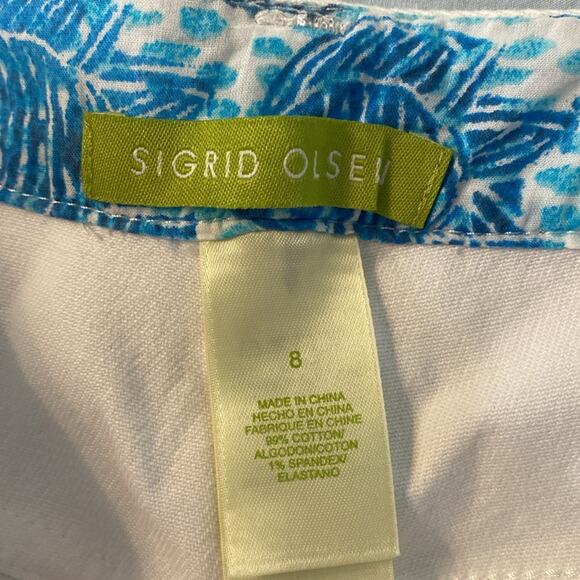 SIGRID OLSEN
8
MADE IN CHINA
HECHO EN CHINA
FABRIQUE EN CHINE
99% COTTON/
ALGODON/COTON
1% SPANDEX/
ELASTANO